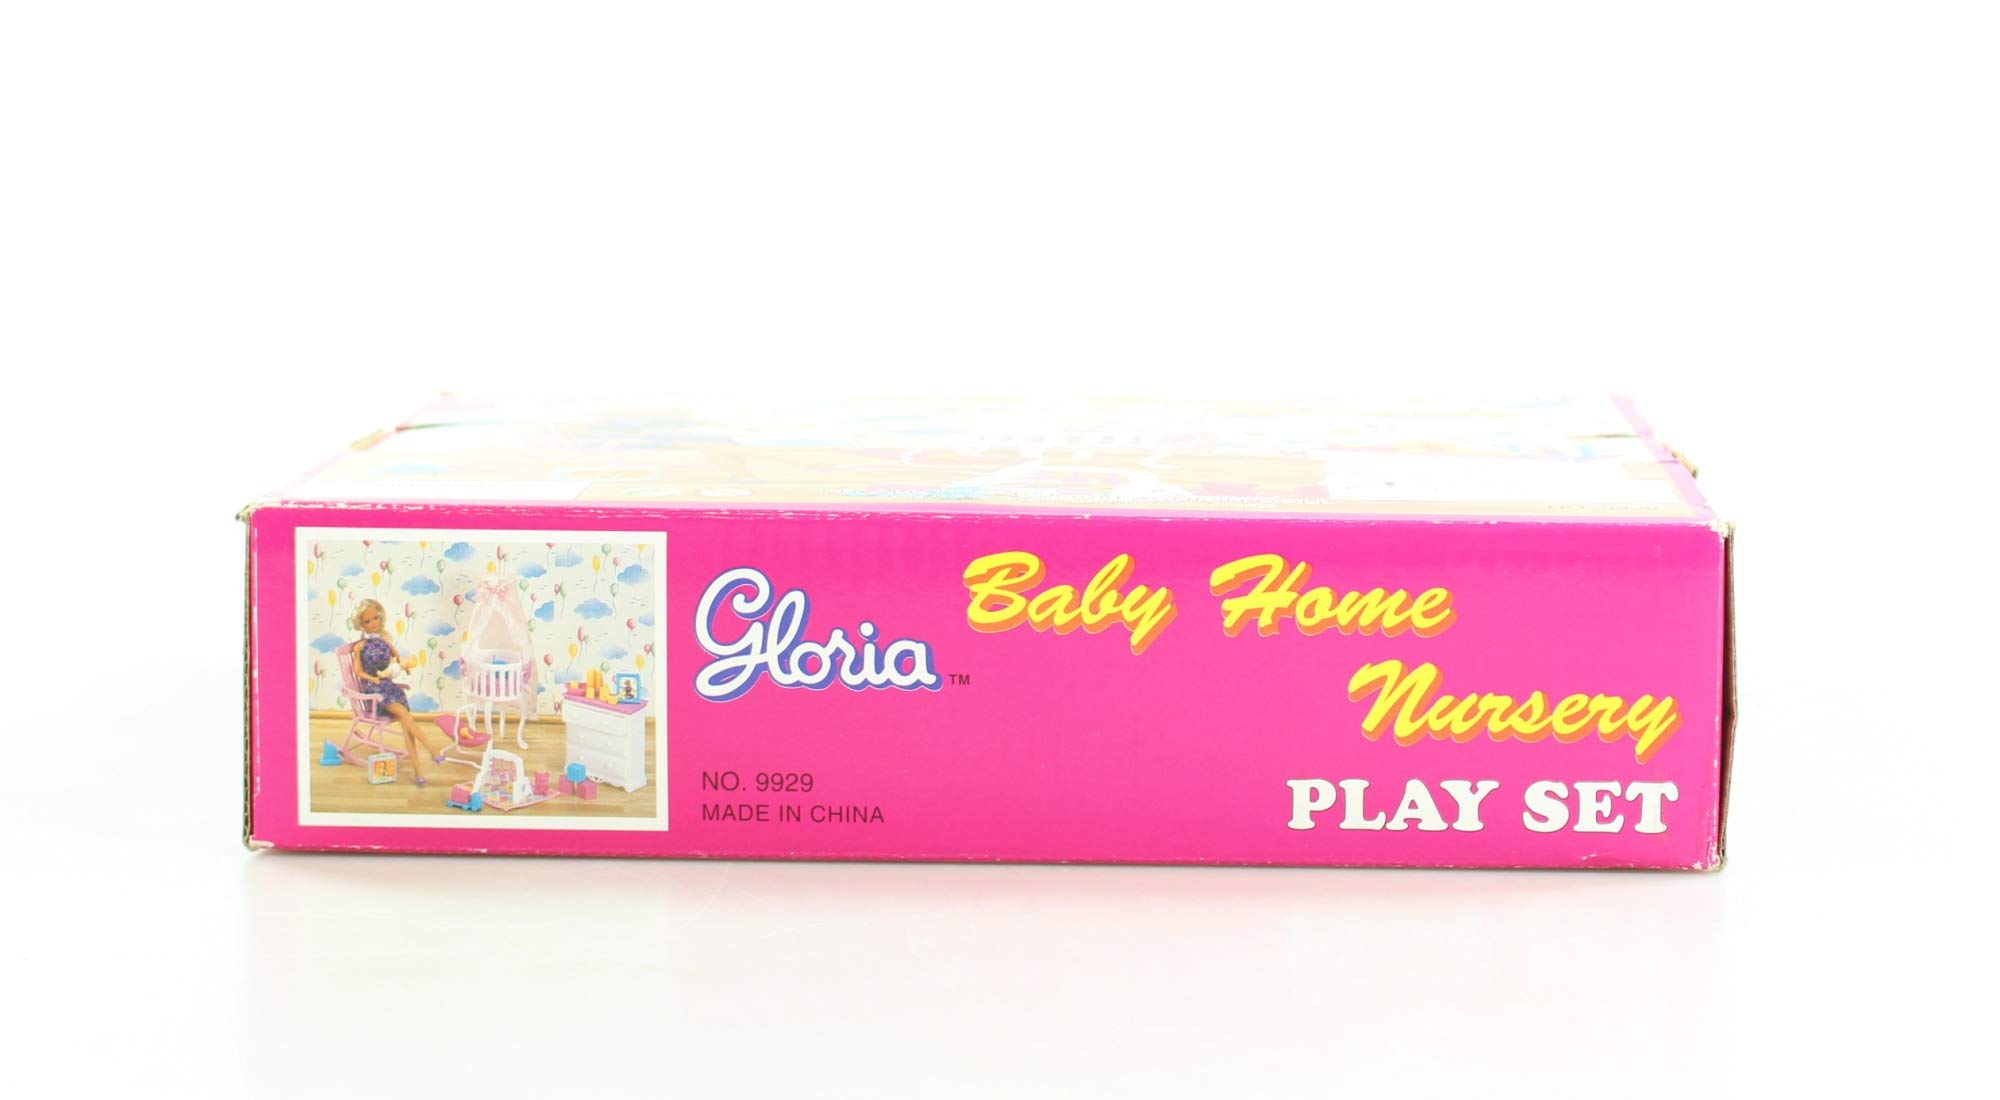 Gloria™
Baby Home
Nursery
PLAY SET
NO. 9929
MADE IN CHINA